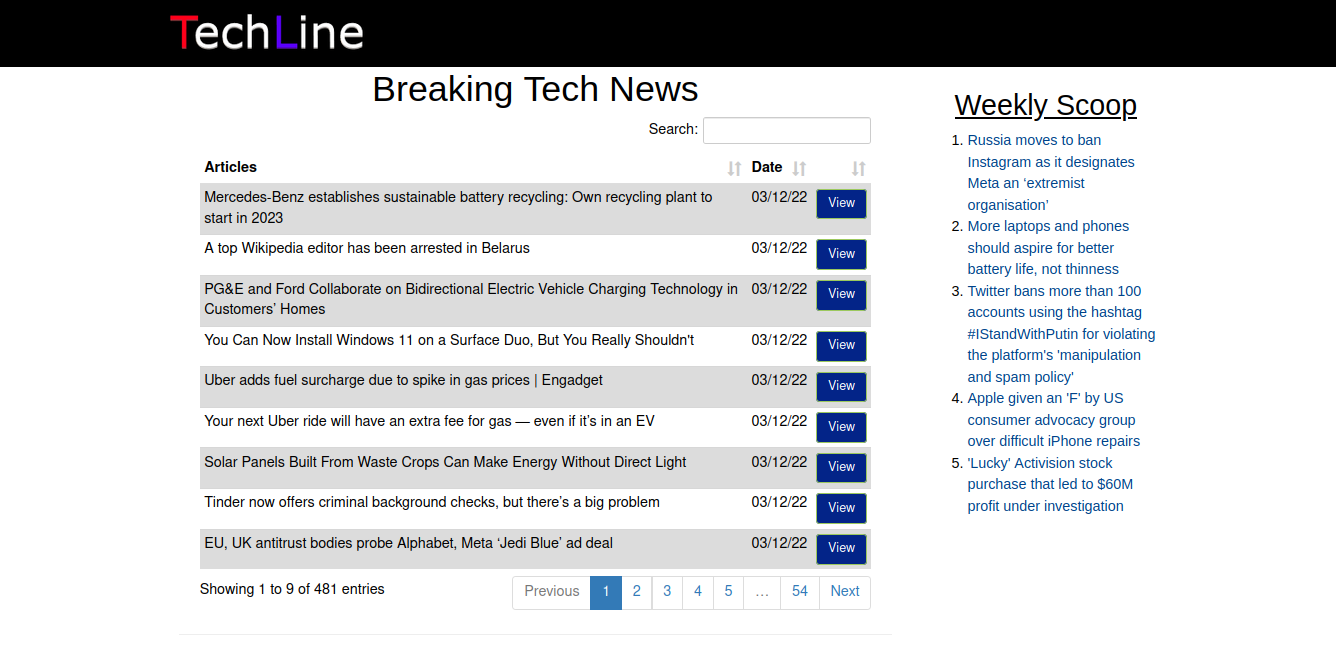 TechLine
Breaking Tech News
Search:
Articles Date
Mercedes-Benz establishes sustainable battery recycling: Own recycling plant to
start in 2023
03/12/22 View
A top Wikipedia editor has been arrested in Belarus 03/12/22 View
PG&E and Ford Collaborate on Bidirectional Electric Vehicle Charging Technology in
Customers’ Homes
03/12/22 View
You Can Now Install Windows 11 on a Surface Duo, But You Really Shouldn't 03/12/22 View
Uber adds fuel surcharge due to spike in gas prices | Engadget 03/12/22 View
Your next Uber ride will have an extra fee for gas — even if it’s in an EV 03/12/22 View
Solar Panels Built From Waste Crops Can Make Energy Without Direct Light 03/12/22 View
Tinder now offers criminal background checks, but there’s a big problem 03/12/22 View
EU, UK antitrust bodies probe Alphabet, Meta ‘Jedi Blue’ ad deal 03/12/22 View
Showing 1 to 9 of 481 entries
Previous 1 2 3 4 5 … 54 Next
Weekly Scoop
1. Russia moves to ban
Instagram as it designates
Meta an ‘extremist
organisation’
2. More laptops and phones
should aspire for better
battery life, not thinness
3. Twitter bans more than 100
accounts using the hashtag
#IStandWithPutin for violating
the platform's 'manipulation
and spam policy'
4. Apple given an 'F' by US
consumer advocacy group
over difficult iPhone repairs
5. 'Lucky' Activision stock
purchase that led to $60M
profit under investigation